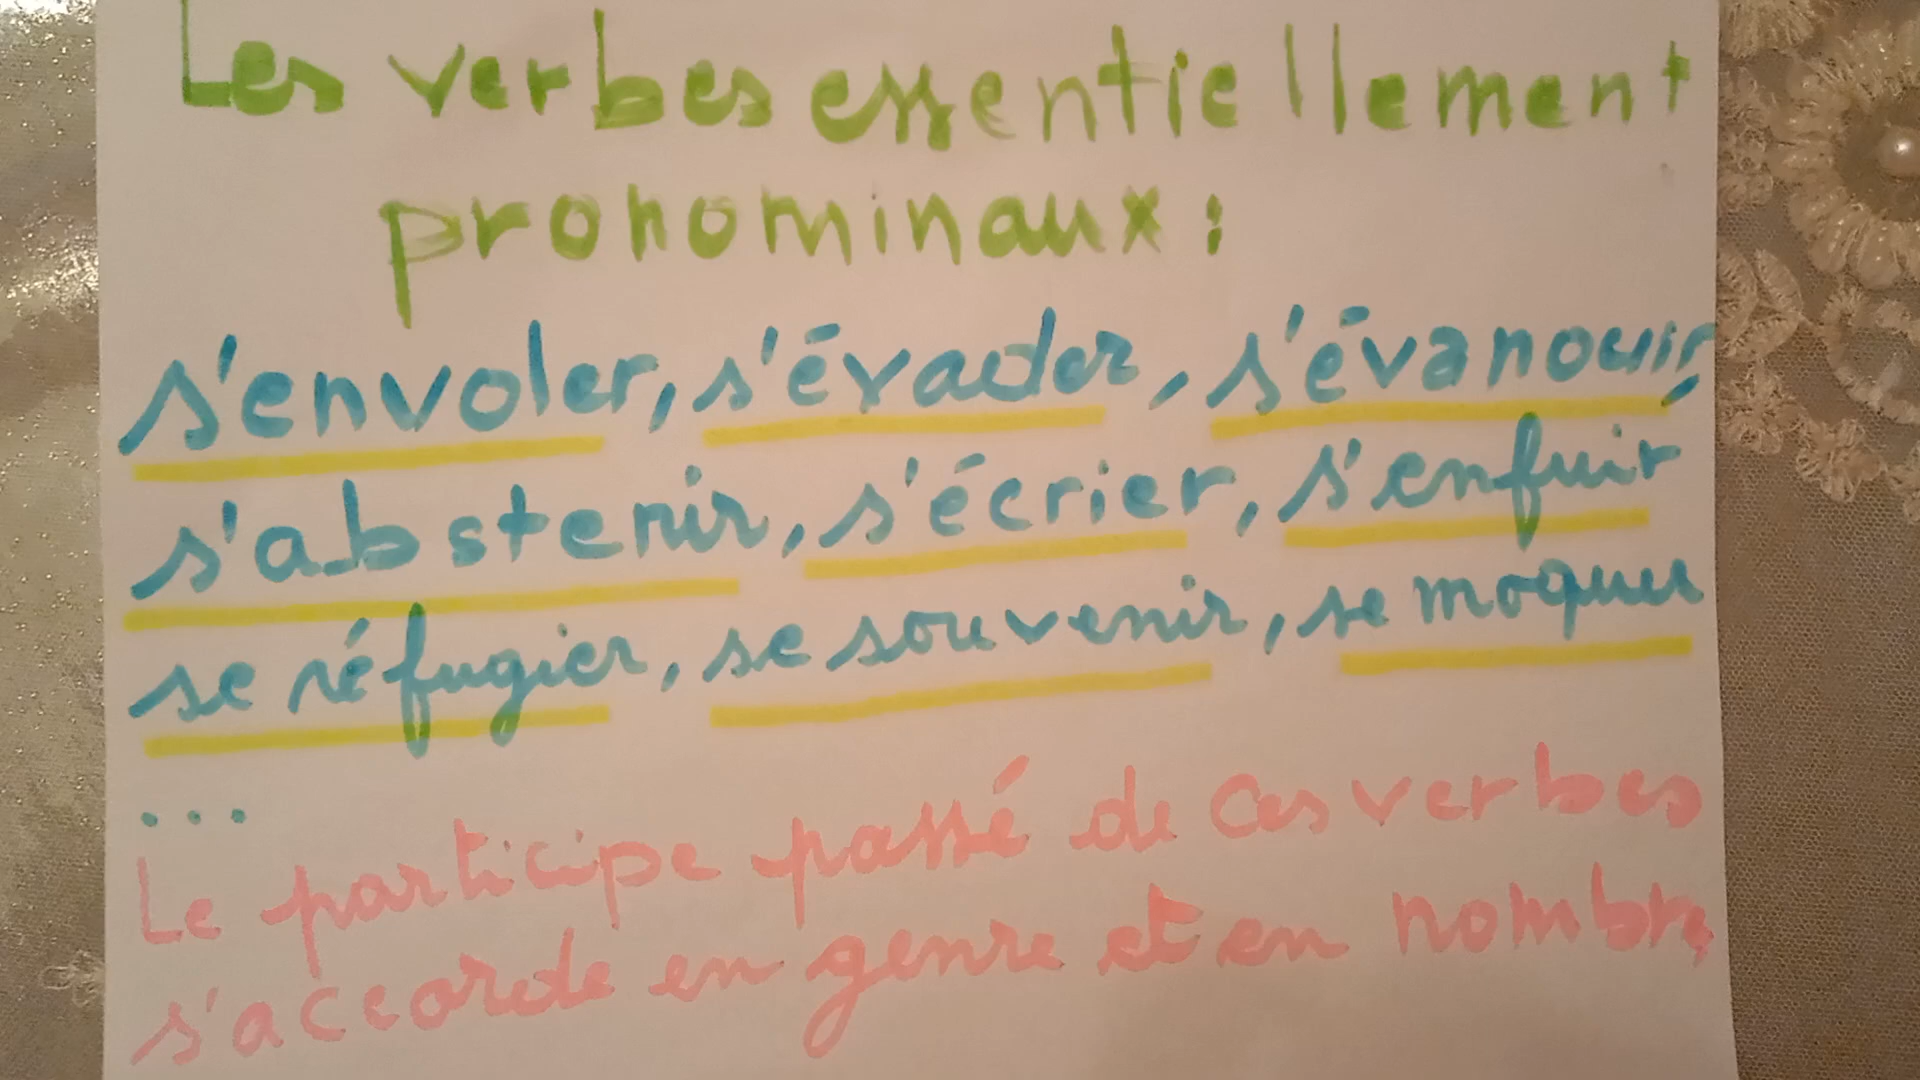 Les verbes essentiellement
pronominaux :
s'envoler, s'évader, s'évanouir,
s'abstenir, s'écrier, s'enfuir
se réfugier, se souvenir, se moquer
...
Le participe passé de ces verbes
s'accorde en genre et en nombre